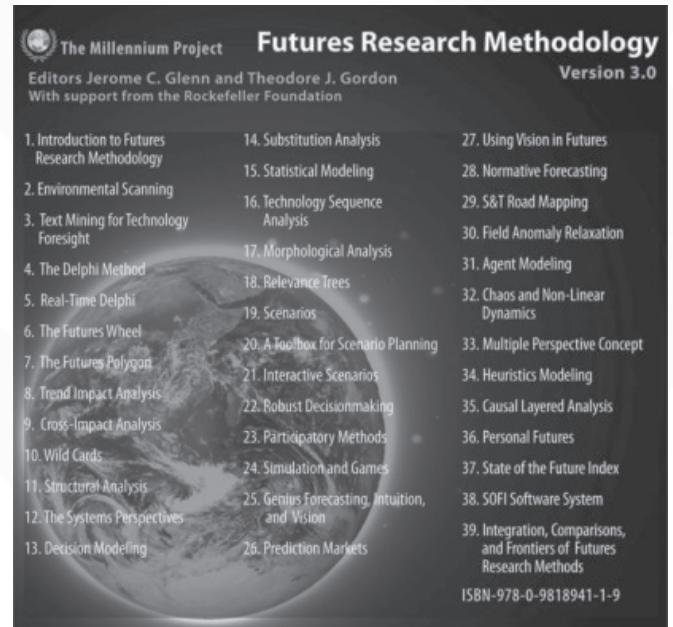 The Millennium Project
Futures Research Methodology
Version 3.0
Editors Jerome C. Glenn and Theodore J. Gordon
With support from the Rockefeller Foundation
1. Introduction to Futures
Research Methodology
2. Environmental Scanning
3. Text Mining for Technology
Foresight
4. The Delphi Method
5. Real-Time Delphi
6. The Futures Wheel
7. The Futures Polygon
8. Trend Impact Analysis
9. Cross-Impact Analysis
10. Wild Cards
11. Structural Analysis
12. The Systems Perspectives
13. Decision Modeling
14. Substitution Analysis
15. Statistical Modeling
16. Technology Sequence
Analysis
17. Morphological Analysis
18. Relevance Trees
19. Scenarios
20. A Toolbox for Scenario Planning
21. Interactive Scenarios
22. Robust Decisionmaking
23. Participatory Methods
24. Simulation and Games
25. Genius Forecasting, Intuition,
and Vision
26. Prediction Markets
27. Using Vision in Futures
28. Normative Forecasting
29. S&T Road Mapping
30. Field Anomaly Relaxation
31. Agent Modeling
32. Chaos and Non-Linear
Dynamics
33. Multiple Perspective Concept
34. Heuristics Modeling
35. Causal Layered Analysis
36. Personal Futures
37. State of the Future Index
38. SOFI Software System
39. Integration, Comparisons,
and Frontiers of Futures
Research Methods
ISBN-978-0-9818941-1-9